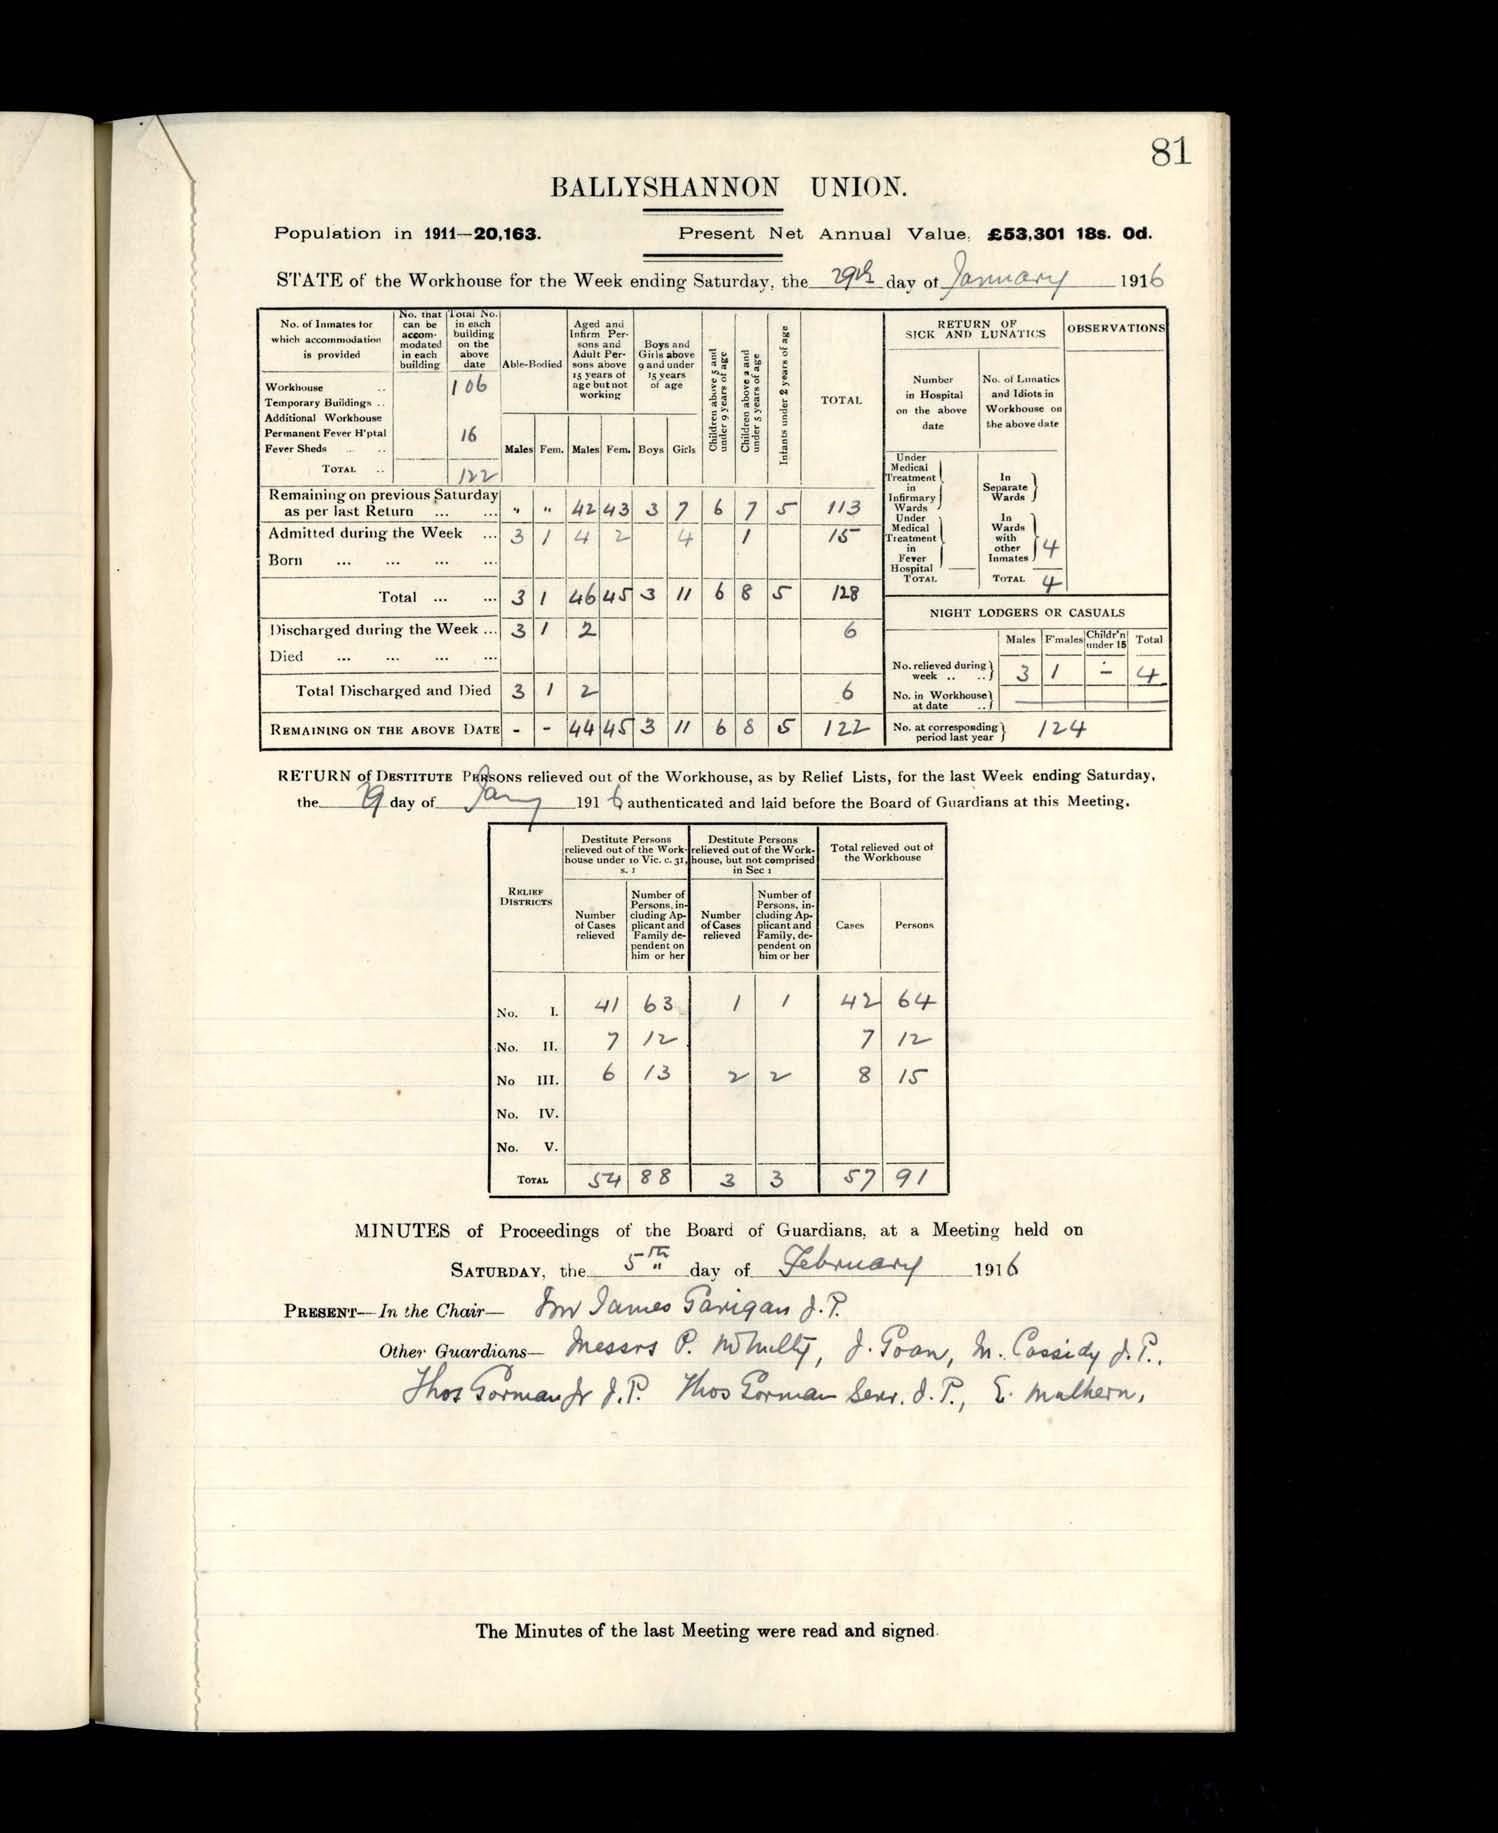 81
BALLYSHANNON UNION.
Population in 1911—20,163. Present Net Annual Value, £53,301 18s. 0d.
STATE of the Workhouse for the Week ending Saturday, the 29th day of January 1916
No. of Inmates for which accommodation is provided | No. that can be accommodated in each building | Total No. in each building on the above date | Able-Bodied | Aged and Infirm Persons and Adult Persons above 15 years of age but not working | Boys and Girls above 9 and under 15 years of age | Children above 5 and under 9 years of age | Children above 2 and under 5 years of age | Infants under 2 years of age | TOTAL
Males Fem. Males Fem. Boys Girls
Workhouse .. 106
Temporary Buildings ..
Additional Workhouse
Permanent Fever H'ptal 16
Fever Sheds ... ..
TOTAL .. 122
Remaining on previous Saturday
as per last Return ... ... " " 42 43 3 7 6 7 5 113
Admitted during the Week ... 3 1 4 2 4 1 15
Born ... ... ... ...
Total ... ... 3 1 46 45 3 11 6 8 5 128
Discharged during the Week ... 3 1 2 6
Died ... ... ... ...
Total Discharged and Died 3 1 2 6
REMAINING ON THE ABOVE DATE - - 44 45 3 11 6 8 5 122
RETURN OF SICK AND LUNATICS
OBSERVATIONS
Number in Hospital on the above date
No. of Lunatics and Idiots in Workhouse on the above date
Under Medical Treatment in Infirmary Wards
In Separate Wards
Under Medical Treatment in Fever Hospital
In Wards with other Inmates 4
TOTAL
TOTAL 4
NIGHT LODGERS OR CASUALS
Males F'males Childr'n under 15 Total
No. relieved during week .. .. 3 1 - 4
No. in Workhouse at date ..
No. at corresponding period last year 124
RETURN of DESTITUTE PERSONS relieved out of the Workhouse, as by Relief Lists, for the last Week ending Saturday,
the 29 day of Jany 1916 authenticated and laid before the Board of Guardians at this Meeting.
RELIEF DISTRICTS
Destitute Persons relieved out of the Workhouse under 10 Vic. c. 31, s. 1
Destitute Persons relieved out of the Workhouse, but not comprised in Sec 1
Total relieved out of the Workhouse
Number of Cases relieved
Number of Persons, including Applicant and Family dependent on him or her
Number of Cases relieved
Number of Persons, including Applicant and Family, dependent on him or her
Cases
Persons
No. I. 41 63 1 1 42 64
No. II. 7 12 7 12
No III. 6 13 2 2 8 15
No. IV.
No. V.
TOTAL 54 88 3 3 57 91
MINUTES of Proceedings of the Board of Guardians, at a Meeting held on
SATURDAY, the 5th day of February 1916
PRESENT—In the Chair— James Garigan J.P.
Other Guardians— Messrs P. McNulty, J. Goan, M. Cassidy J.P.,
Thos Gorman Jr J.P. Thos Gorman Senr. J.P., E. Mulhern,
The Minutes of the last Meeting were read and signed.